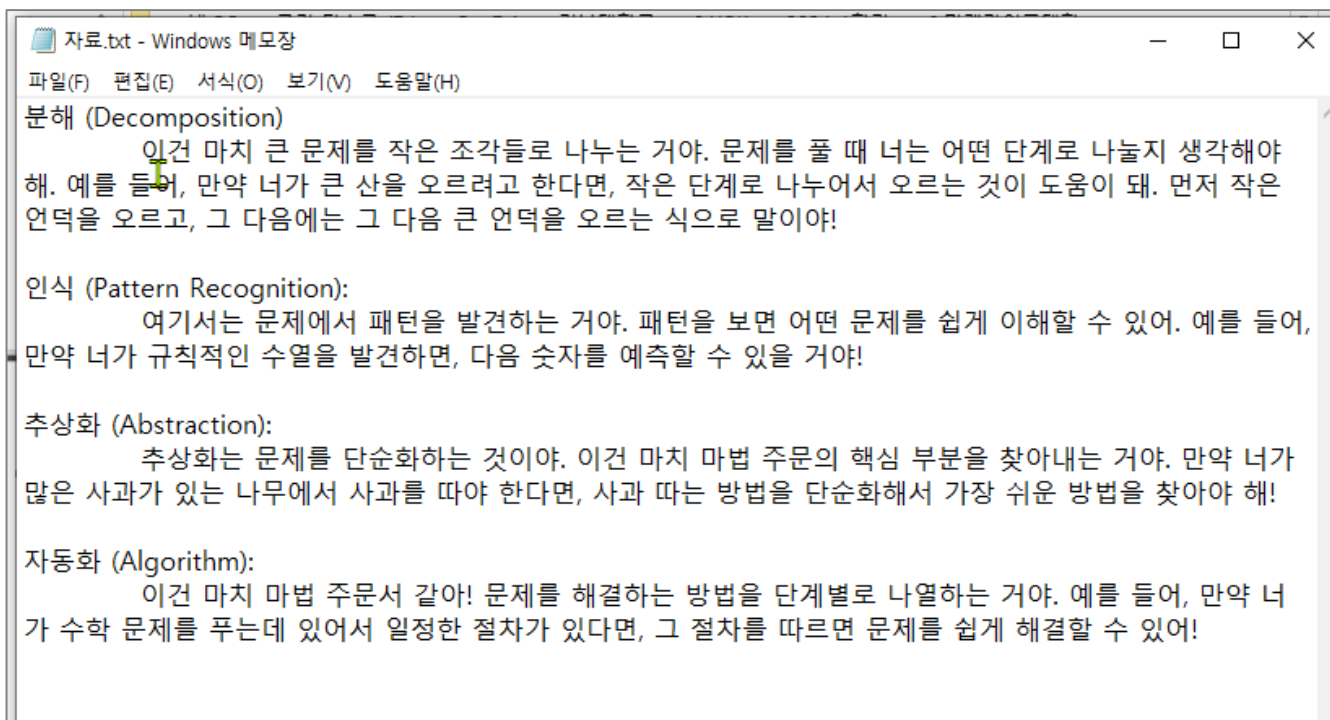 자료.txt - Windows 메모장
파일(F) 편집(E) 서식(O) 보기(V) 도움말(H)
분해 (Decomposition)
이건 마치 큰 문제를 작은 조각들로 나누는 거야. 문제를 풀 때 너는 어떤 단계로 나눌지 생각해야
해. 예를 들어, 만약 너가 큰 산을 오르려고 한다면, 작은 단계로 나누어서 오르는 것이 도움이 돼. 먼저 작은
언덕을 오르고, 그 다음에는 그 다음 큰 언덕을 오르는 식으로 말이야!
인식 (Pattern Recognition):
여기서는 문제에서 패턴을 발견하는 거야. 패턴을 보면 어떤 문제를 쉽게 이해할 수 있어. 예를 들어,
만약 너가 규칙적인 수열을 발견하면, 다음 숫자를 예측할 수 있을 거야!
추상화 (Abstraction):
추상화는 문제를 단순화하는 것이야. 이건 마치 마법 주문의 핵심 부분을 찾아내는 거야. 만약 너가
많은 사과가 있는 나무에서 사과를 따야 한다면, 사과 따는 방법을 단순화해서 가장 쉬운 방법을 찾아야 해!
자동화 (Algorithm):
이건 마치 마법 주문서 같아! 문제를 해결하는 방법을 단계별로 나열하는 거야. 예를 들어, 만약 너
가 수학 문제를 푸는데 있어서 일정한 절차가 있다면, 그 절차를 따르면 문제를 쉽게 해결할 수 있어!